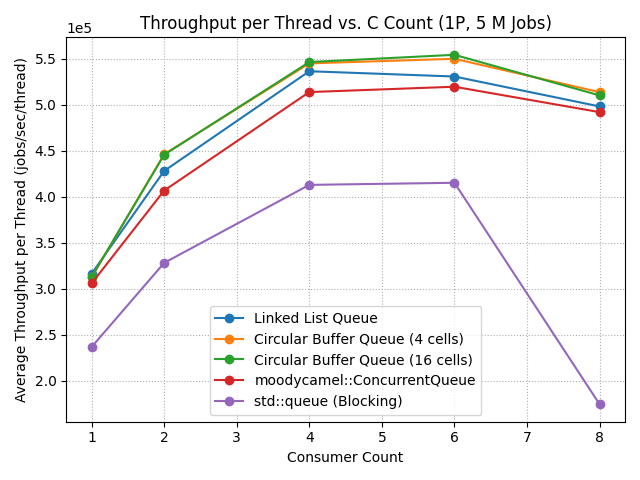 Throughput per Thread vs. C Count (1P, 5 M Jobs)
1e5
5.5
5.0
4.5
4.0
3.5
3.0
2.5
2.0
Average Throughput per Thread (jobs/sec/thread)
Linked List Queue
Circular Buffer Queue (4 cells)
Circular Buffer Queue (16 cells)
moodycamel::ConcurrentQueue
std::queue (Blocking)
1 2 3 4 5 6 7 8
Consumer Count